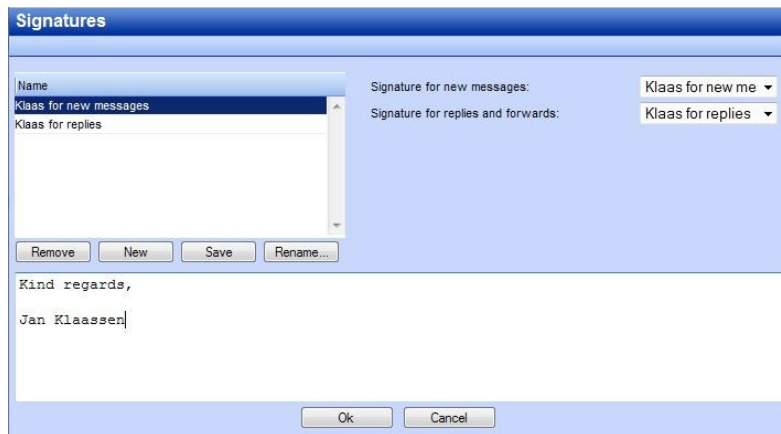 Signatures
Name
Klaas for new messages
Klaas for replies
Signature for new messages:
Klaas for new me
Signature for replies and forwards:
Klaas for replies
Remove
New
Save
Rename...
Kind regards,
Jan Klaassen
Ok
Cancel